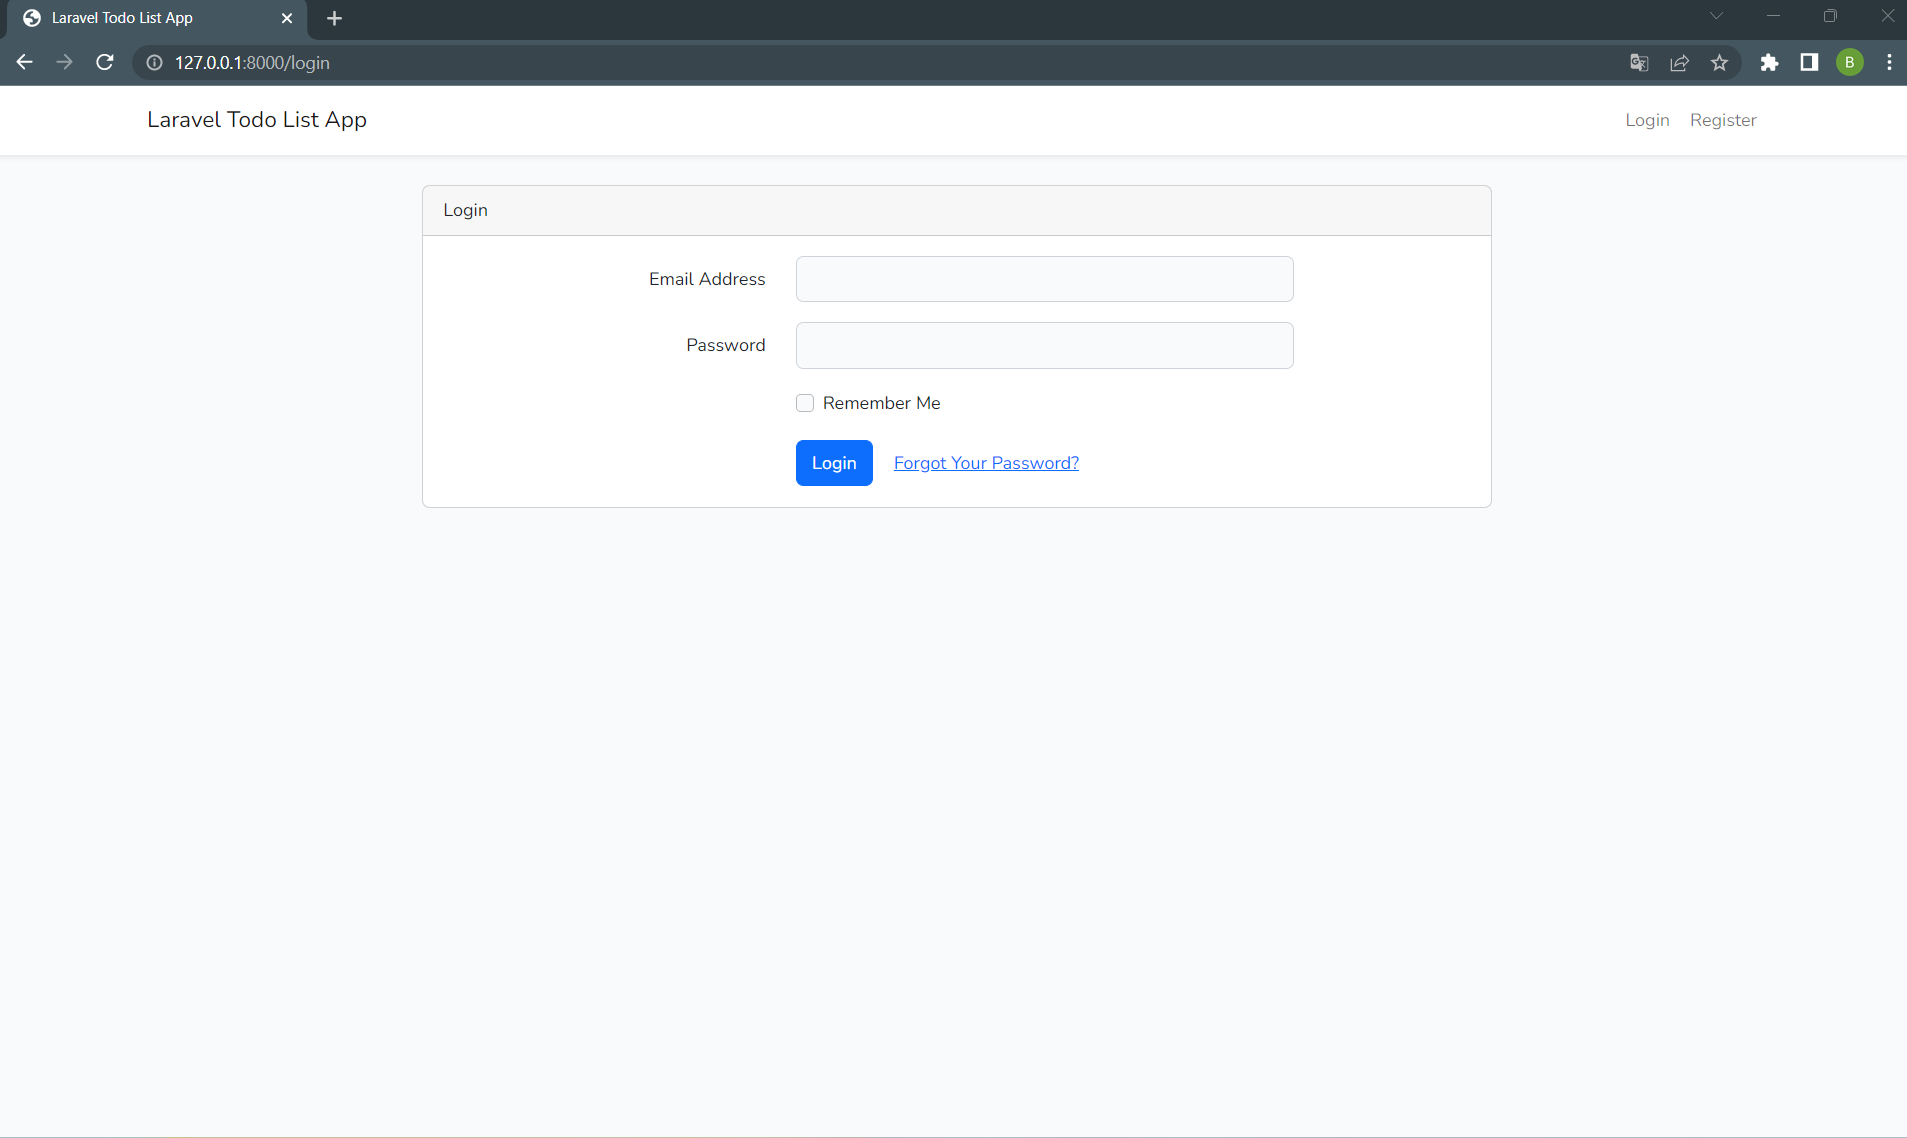 Laravel Todo List App
127.0.0.1:8000/login
B
Laravel Todo List App
Login Register
Login
Email Address
Password
Remember Me
Login Forgot Your Password?